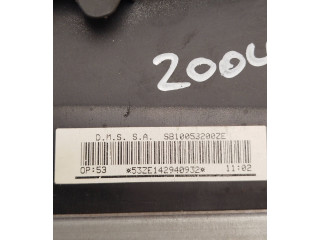 2004
D.M.S. S.A. SB10053200ZE
OP:53 *53ZE142940932* 11:02